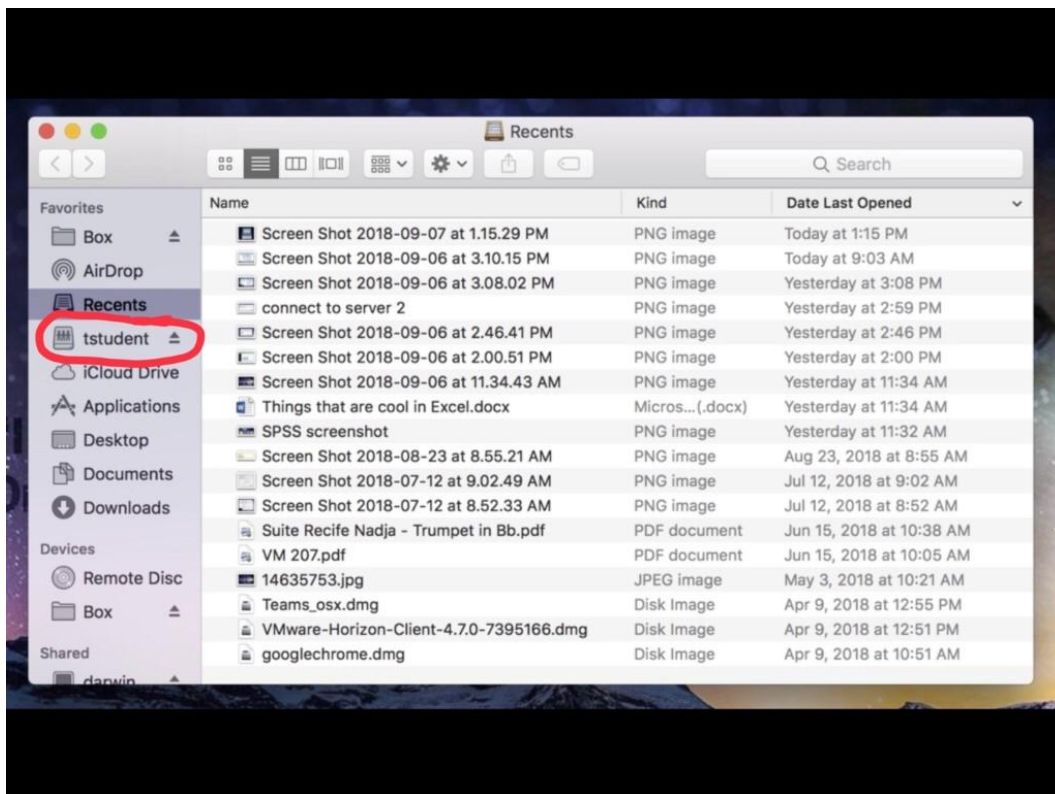 Recents
Search
Favorites
Box
AirDrop
Recents
tstudent
iCloud Drive
Applications
Desktop
Documents
Downloads
Devices
Remote Disc
Box
Shared
darwin
Name Kind Date Last Opened
Screen Shot 2018-09-07 at 1.15.29 PM PNG image Today at 1:15 PM
Screen Shot 2018-09-06 at 3.10.15 PM PNG image Today at 9:03 AM
Screen Shot 2018-09-06 at 3.08.02 PM PNG image Yesterday at 3:08 PM
connect to server 2 PNG image Yesterday at 2:59 PM
Screen Shot 2018-09-06 at 2.46.41 PM PNG image Yesterday at 2:46 PM
Screen Shot 2018-09-06 at 2.00.51 PM PNG image Yesterday at 2:00 PM
Screen Shot 2018-09-06 at 11.34.43 AM PNG image Yesterday at 11:34 AM
Things that are cool in Excel.docx Micros...(.docx) Yesterday at 11:34 AM
SPSS screenshot PNG image Yesterday at 11:32 AM
Screen Shot 2018-08-23 at 8.55.21 AM PNG image Aug 23, 2018 at 8:55 AM
Screen Shot 2018-07-12 at 9.02.49 AM PNG image Jul 12, 2018 at 9:02 AM
Screen Shot 2018-07-12 at 8.52.33 AM PNG image Jul 12, 2018 at 8:52 AM
Suite Recife Nadja - Trumpet in Bb.pdf PDF document Jun 15, 2018 at 10:38 AM
VM 207.pdf PDF document Jun 15, 2018 at 10:05 AM
14635753.jpg JPEG image May 3, 2018 at 10:21 AM
Teams_osx.dmg Disk Image Apr 9, 2018 at 12:55 PM
VMware-Horizon-Client-4.7.0-7395166.dmg Disk Image Apr 9, 2018 at 12:51 PM
googlechrome.dmg Disk Image Apr 9, 2018 at 10:51 AM